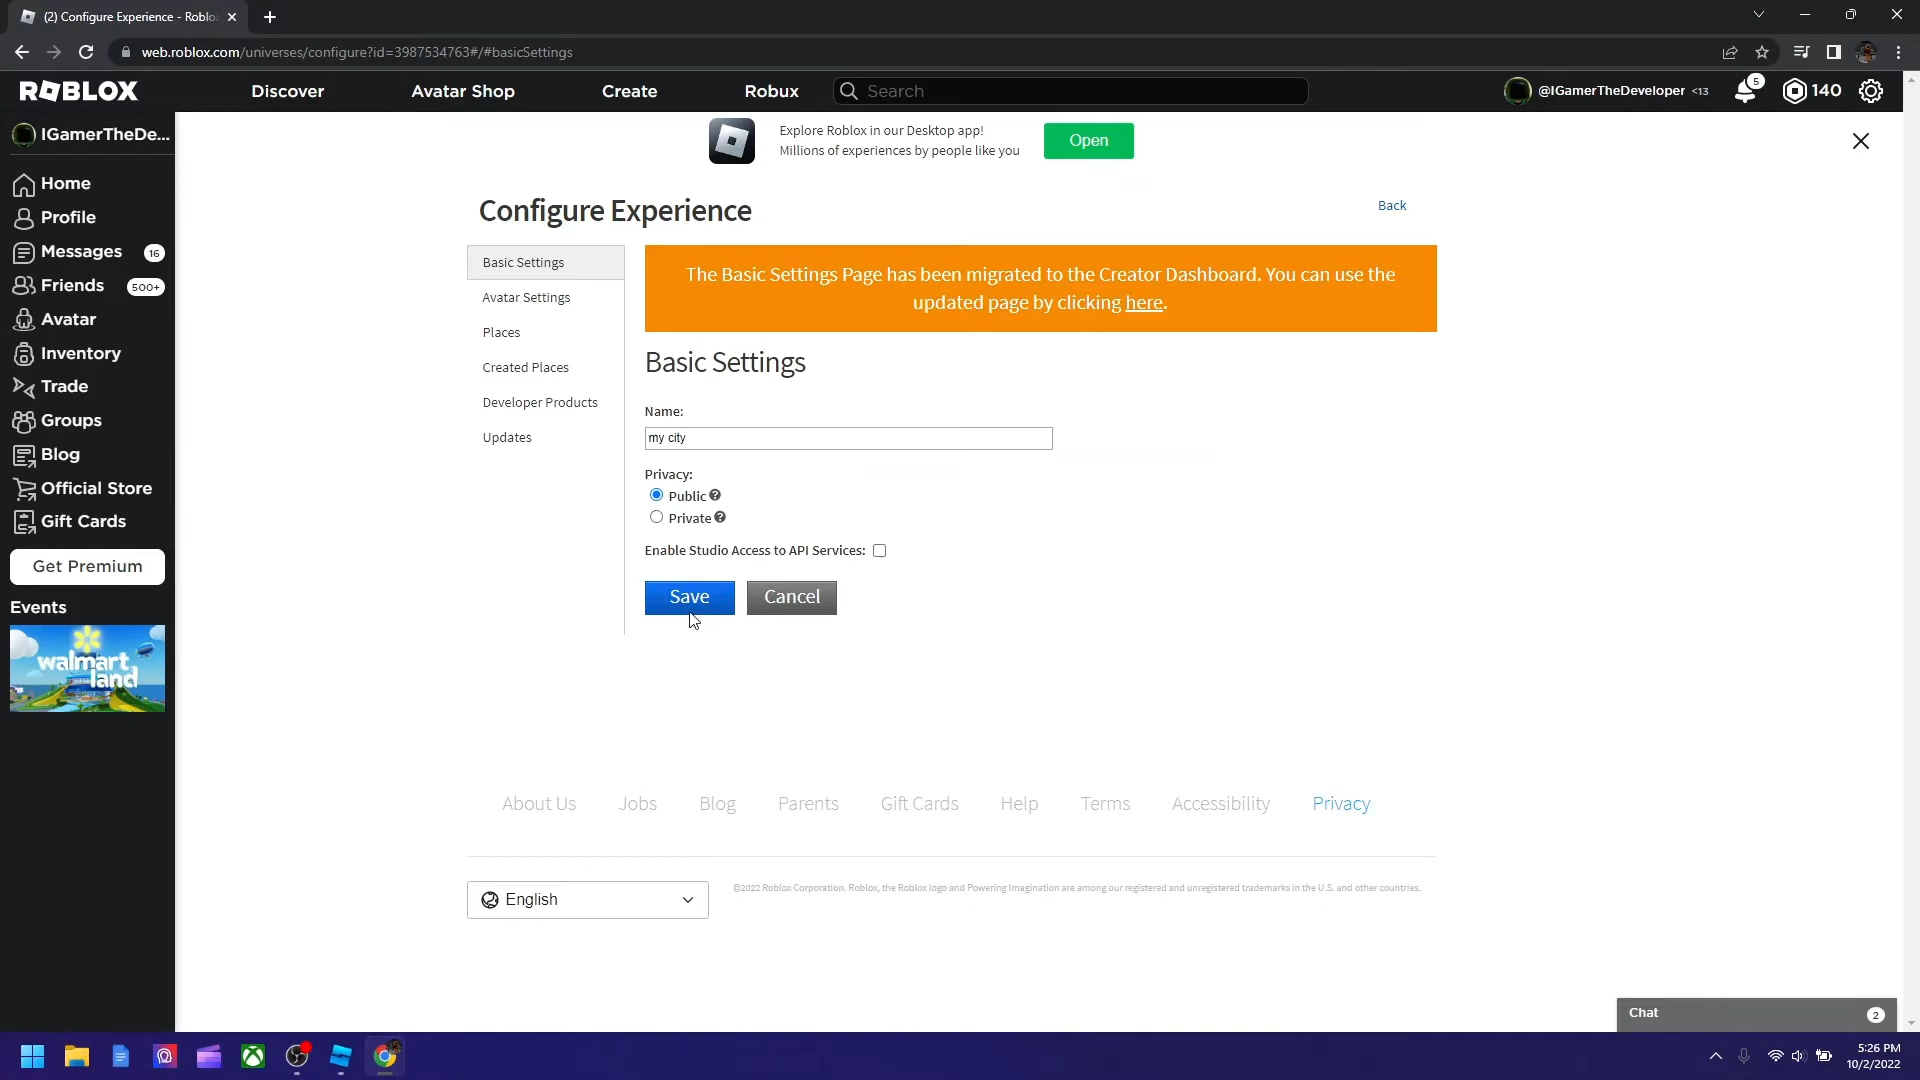 (2) Configure Experience - Roblo
web.roblox.com/universes/configure?id=3987534763#/#basicSettings
ROBLOX
Discover
Avatar Shop
Create
Robux
Search
@IGamerTheDeveloper <13
5
140
IGamerTheDe...
Home
Profile
Messages 16
Friends 500+
Avatar
Inventory
Trade
Groups
Blog
Official Store
Gift Cards
Get Premium
Events
walmart
land
Explore Roblox in our Desktop app!
Millions of experiences by people like you
Open
Configure Experience
Back
Basic Settings
Avatar Settings
Places
Created Places
Developer Products
Updates
The Basic Settings Page has been migrated to the Creator Dashboard. You can use the
updated page by clicking here.
Basic Settings
Name:
my city
Privacy:
Public
Private
Enable Studio Access to API Services:
Save
Cancel
About Us
Jobs
Blog
Parents
Gift Cards
Help
Terms
Accessibility
Privacy
English
©2022 Roblox Corporation. Roblox, the Roblox logo and Powering Imagination are among our registered and unregistered trademarks in the U.S. and other countries.
Chat
2
5:26 PM
10/2/2022